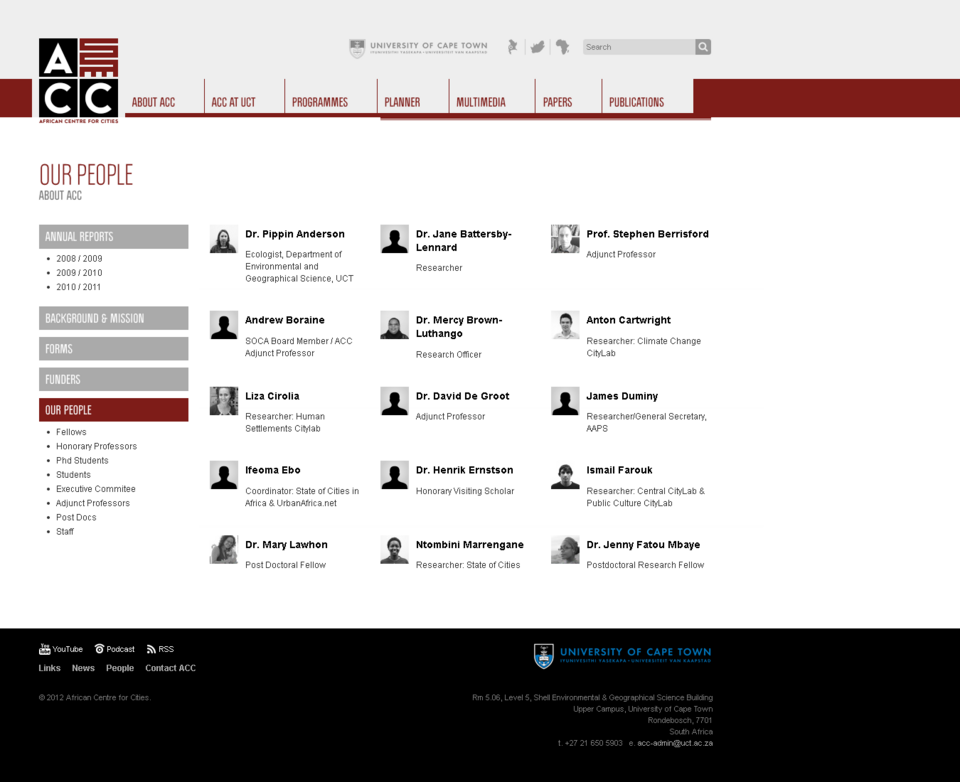 UNIVERSITY OF CAPE TOWN
Search
A
CC
AFRICAN CENTRE FOR CITIES
ABOUT ACC
ACC AT UCT
PROGRAMMES
PLANNER
MULTIMEDIA
PAPERS
PUBLICATIONS
OUR PEOPLE
ABOUT ACC
ANNUAL REPORTS
2008 / 2009
2009 / 2010
2010 / 2011
BACKGROUND & MISSION
FORMS
FUNDERS
OUR PEOPLE
Fellows
Honorary Professors
Phd Students
Students
Executive Commitee
Adjunct Professors
Post Docs
Staff
Dr. Pippin Anderson
Ecologist, Department of
Environmental and
Geographical Science, UCT
Dr. Jane Battersby-
Lennard
Researcher
Prof. Stephen Berrisford
Adjunct Professor
Andrew Boraine
SOCA Board Member / ACC
Adjunct Professor
Dr. Mercy Brown-
Luthango
Research Officer
Anton Cartwright
Researcher: Climate Change
CityLab
Liza Cirolia
Researcher: Human
Settlements Citylab
Dr. David De Groot
Adjunct Professor
James Duminy
Researcher/General Secretary,
AAPS
Ifeoma Ebo
Coordinator: State of Cities in
Africa & UrbanAfrica.net
Dr. Henrik Ernstson
Honorary Visiting Scholar
Ismail Farouk
Researcher: Central CityLab &
Public Culture CityLab
Dr. Mary Lawhon
Post Doctoral Fellow
Ntombini Marrengane
Researcher: State of Cities
Dr. Jenny Fatou Mbaye
Postdoctoral Research Fellow
YouTube
Podcast
RSS
Links
News
People
Contact ACC
© 2012 African Centre for Cities.
UNIVERSITY OF CAPE TOWN
IYUNIVESITHI YASEKAPA • UNIVERSITEIT VAN KAAPSTAD
Rm 5.06, Level 5, Shell Environmental & Geographical Science Building
Upper Campus, University of Cape Town
Rondebosch, 7701
South Africa
t. +27 21 650 5903 e. acc-admin@uct.ac.za